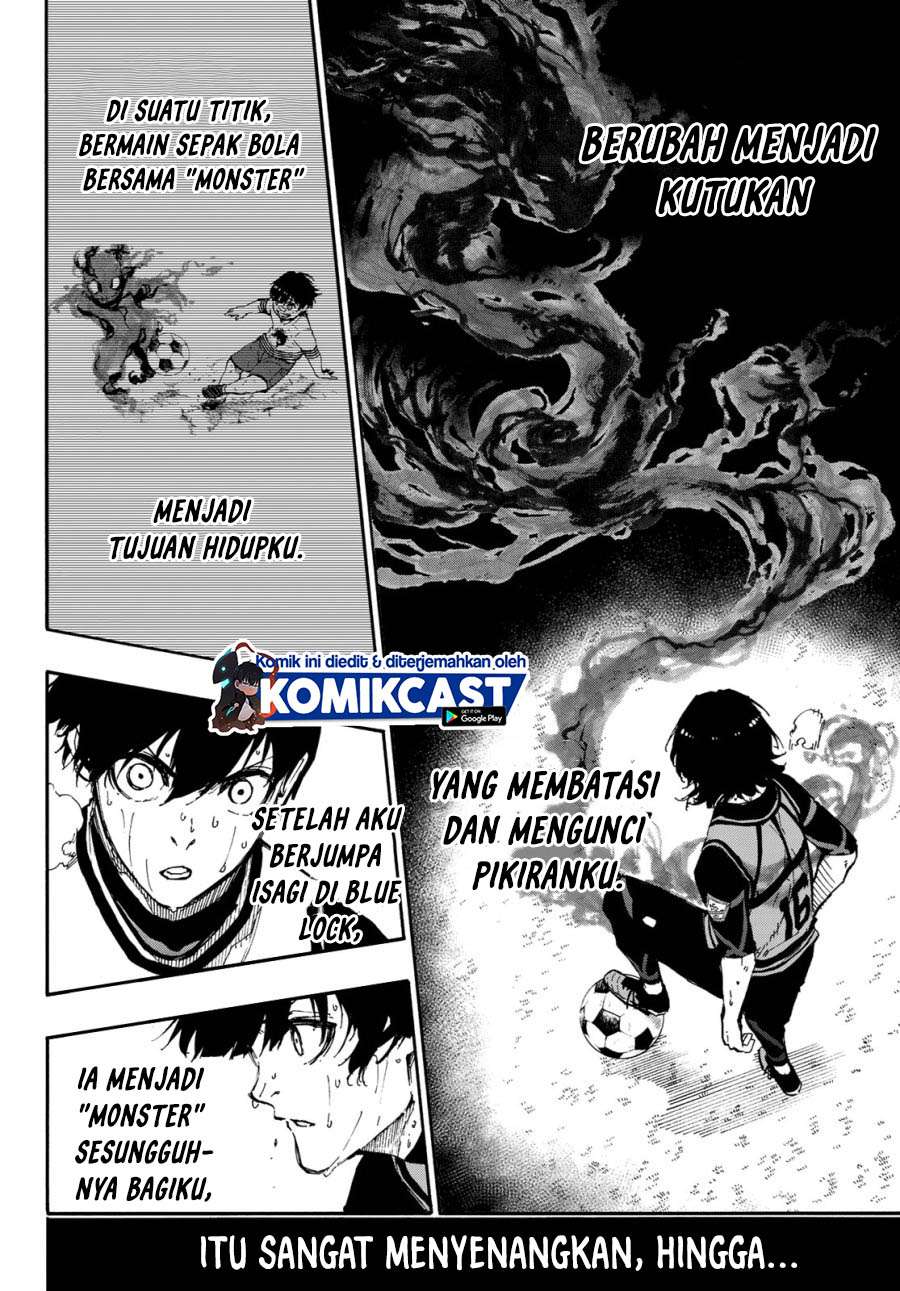 DI SUATU TITIK,
BERMAIN SEPAK BOLA
BERSAMA "MONSTER"
MENJADI
TUJUAN HIDUPKU.
BERUBAH MENJADI
KUTUKAN
YANG MEMBATASI
DAN MENGUNCI
PIKIRANKU.
16
Komik ini diedit & diterjemahkan oleh
KOMIKCAST
GET IT ON
Google Play
SETELAH AKU
BERJUMPA
ISAGI DI BLUE
LOCK,
IA MENJADI
"MONSTER"
SESUNGGUH-
NYA BAGIKU,
ITU SANGAT MENYENANGKAN, HINGGA...